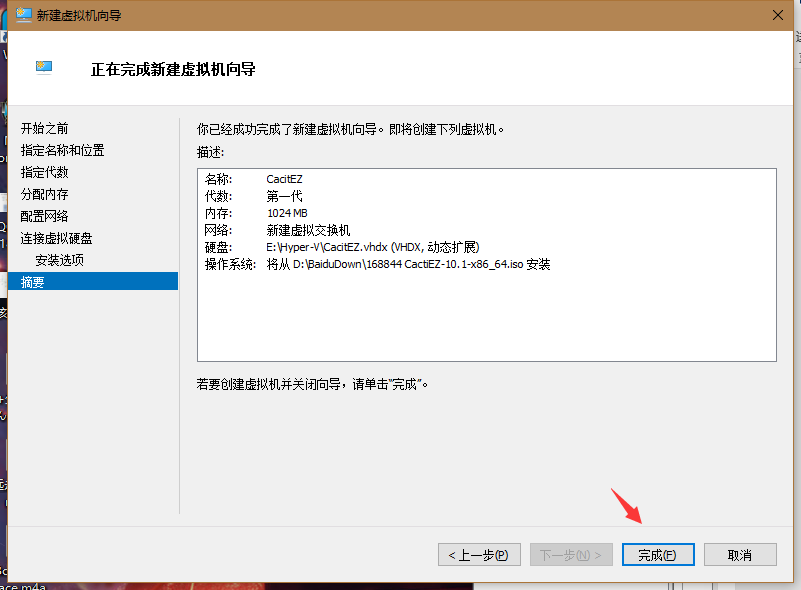 新建虚拟机向导
正在完成新建虚拟机向导
开始之前
指定名称和位置
指定代数
分配内存
配置网络
连接虚拟硬盘
安装选项
摘要
你已经成功完成了新建虚拟机向导。即将创建下列虚拟机。
描述:
名称: CacitEZ
代数: 第一代
内存: 1024 MB
网络: 新建虚拟交换机
硬盘: E:\Hyper-V\CacitEZ.vhdx (VHDX, 动态扩展)
操作系统: 将从 D:\BaiduDown\168844 CactiEZ-10.1-x86_64.iso 安装
若要创建虚拟机并关闭向导，请单击"完成"。
< 上一步(P)
下一步(N) >
完成(F)
取消
ace.m4a